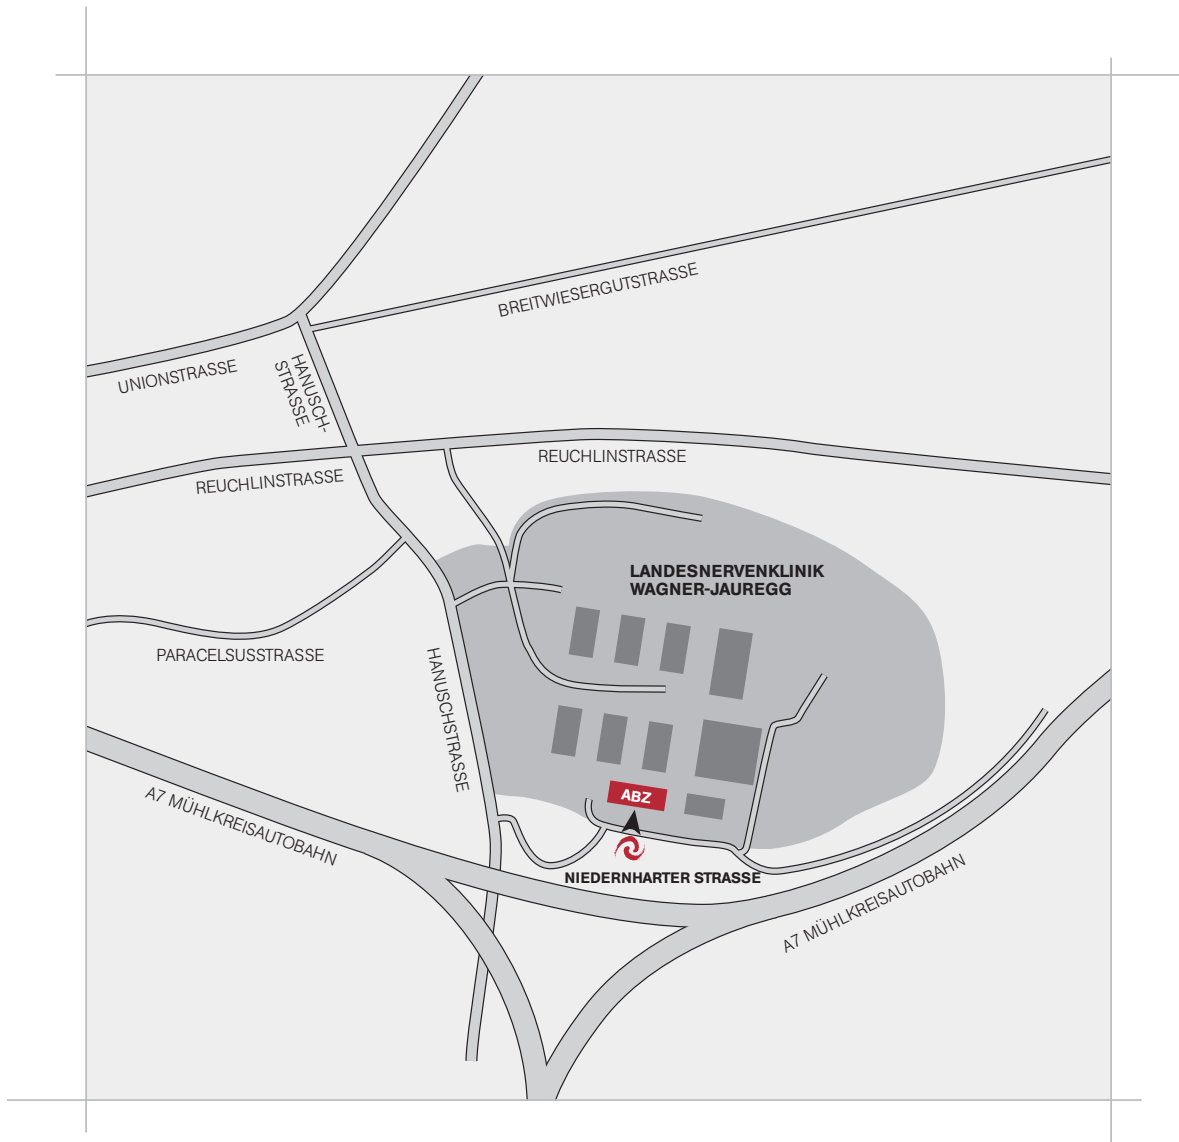 BREITWIESERGUTSTRASSE
UNIONSTRASSE
HANUSCH-
STRASSE
REUCHLINSTRASSE
REUCHLINSTRASSE
LANDESNERVENKLINIK
WAGNER-JAUREGG
PARACELSUSSTRASSE
HANUSCHSTRASSE
ABZ
A7 MÜHLKREISAUTOBAHN
NIEDERNHARTER STRASSE
A7 MÜHLKREISAUTOBAHN